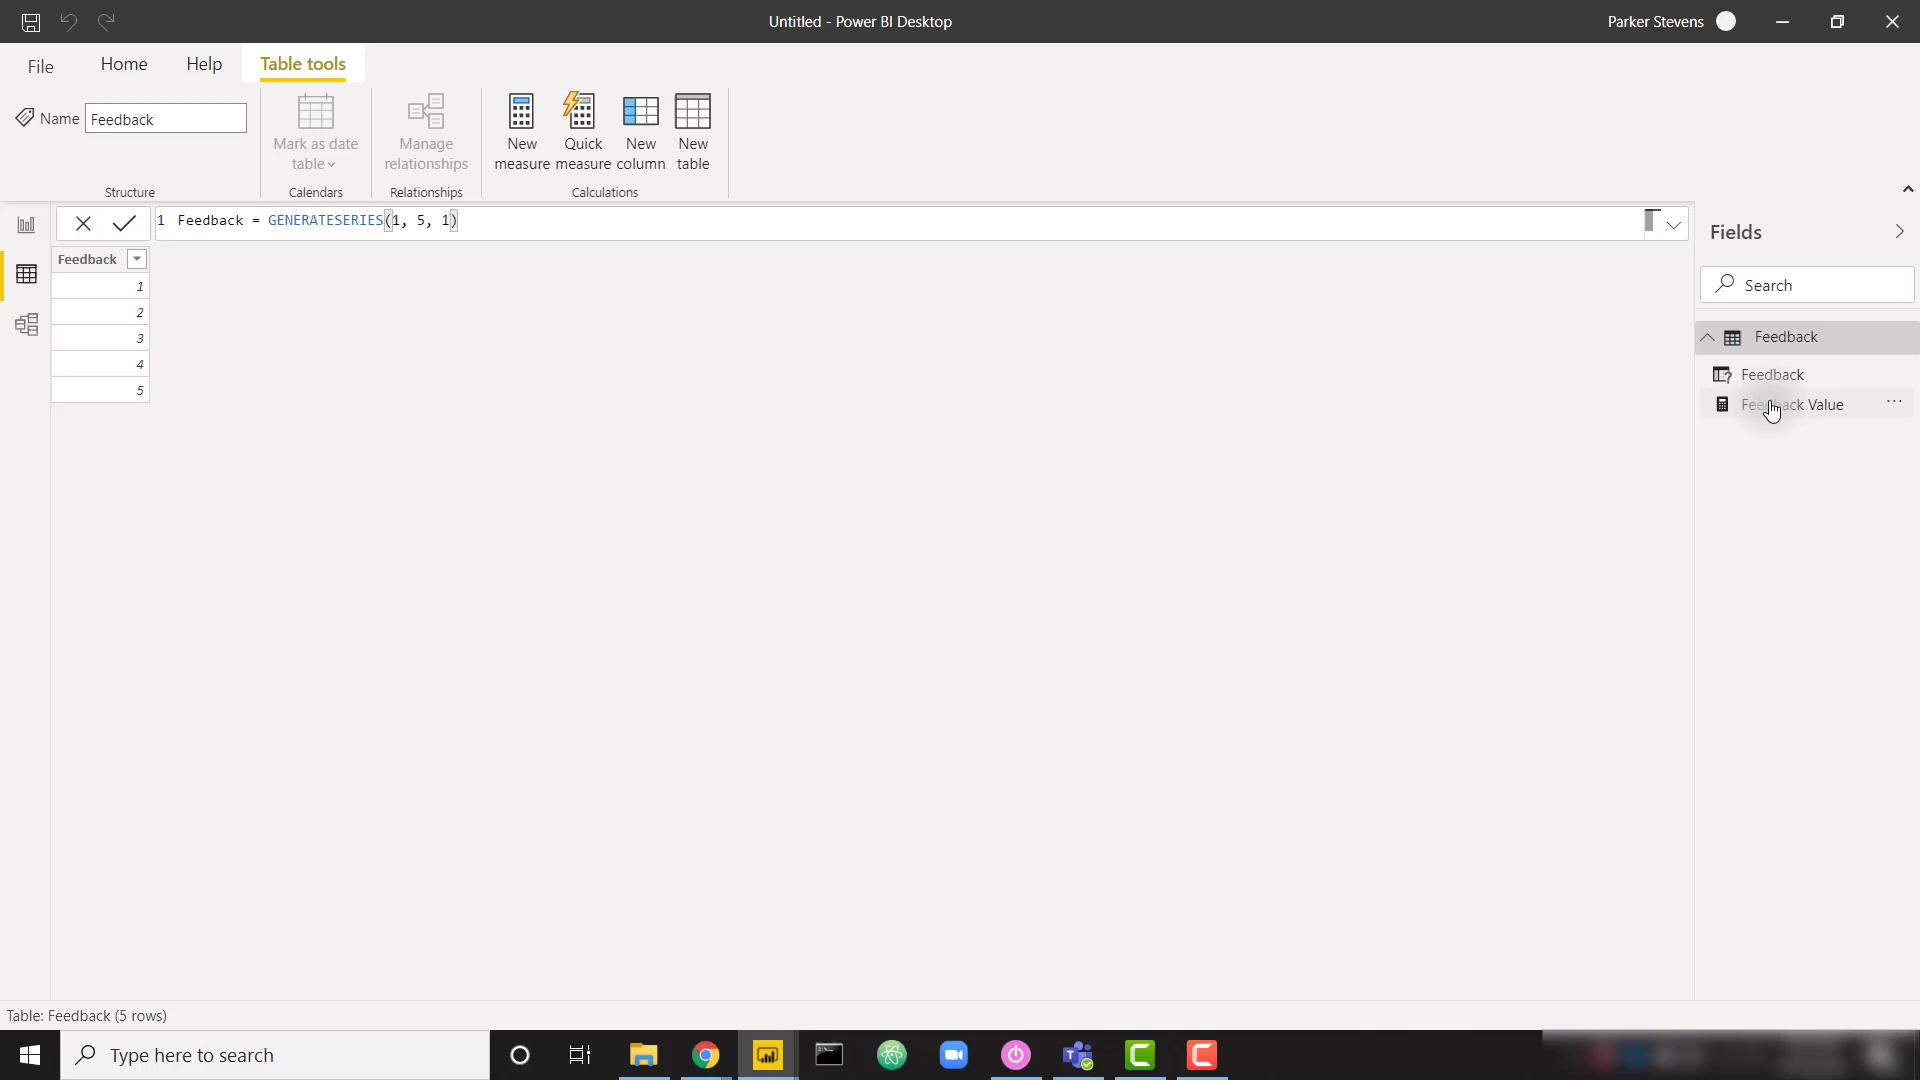 Untitled - Power BI Desktop
Parker Stevens
File
Home
Help
Table tools
Name
Feedback
Mark as date
table
Manage
relationships
New
measure
Quick
measure
New
column
New
table
Structure
Calendars
Relationships
Calculations
1 Feedback = GENERATESERIES(1, 5, 1)
Feedback
1
2
3
4
5
Fields
Search
Feedback
Feedback
Feedback Value
Table: Feedback (5 rows)
Type here to search